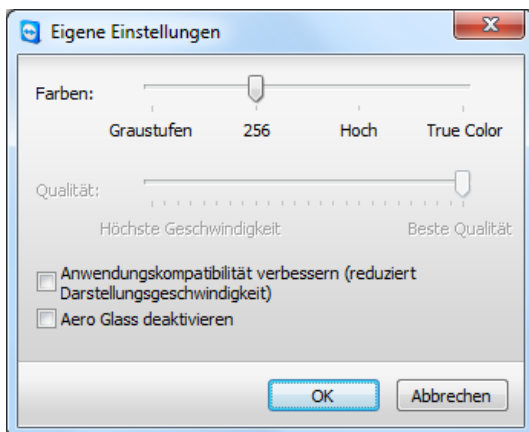 Eigene Einstellungen
Farben:
Graustufen 256 Hoch True Color
Qualität:
Höchste Geschwindigkeit Beste Qualität
Anwendungskompatibilität verbessern (reduziert
Darstellungsgeschwindigkeit)
Aero Glass deaktivieren
OK Abbrechen